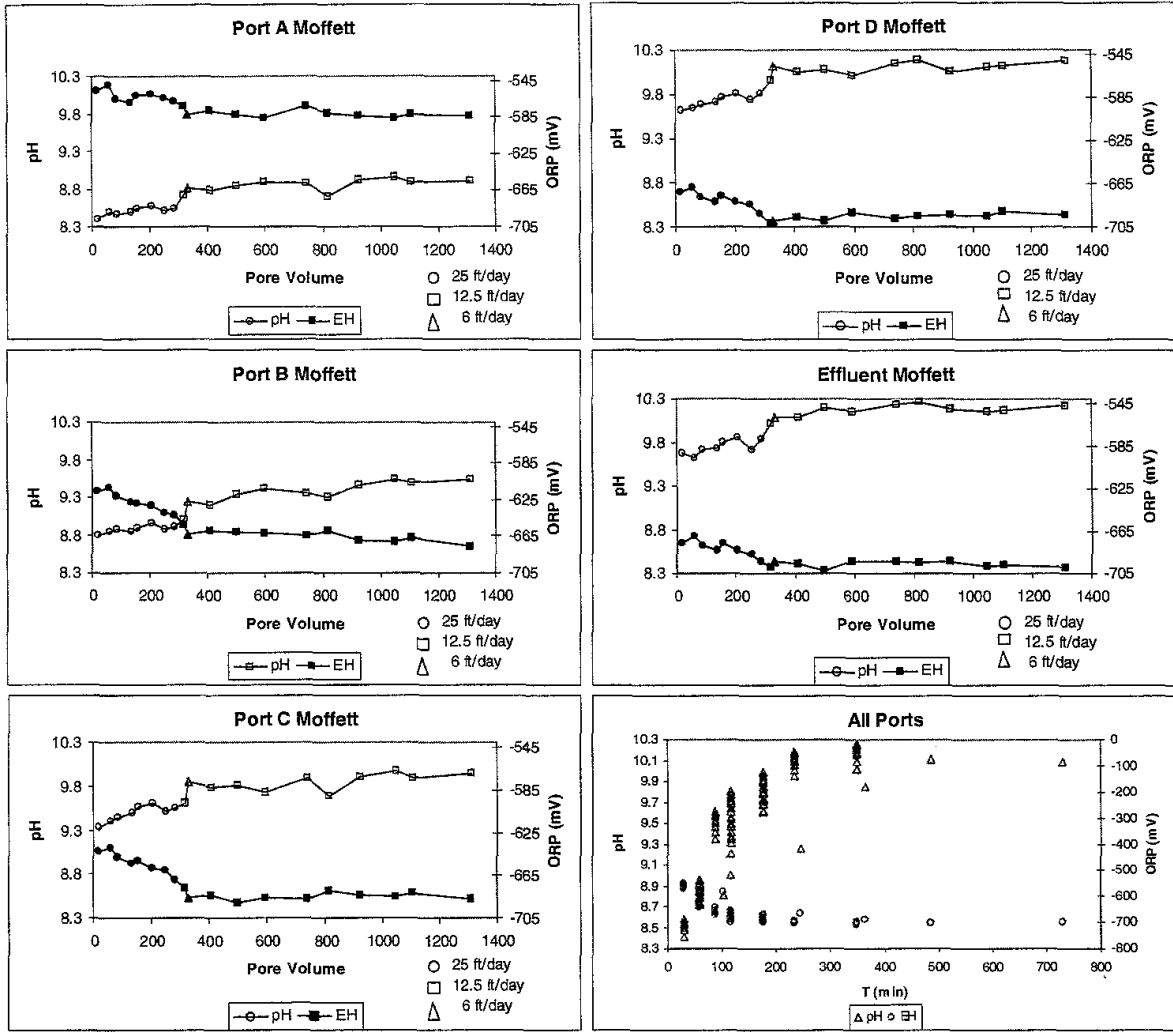 Port A Moffett
10.3
9.8
9.3
8.8
8.3
pH
-545
-585
-625
-665
-705
ORP (mV)
0 200 400 600 800 1000 1200 1400
Pore Volume
25 ft/day
12.5 ft/day
6 ft/day
pH EH
Port D Moffett
10.3
9.8
9.3
8.8
8.3
pH
-545
-585
-625
-665
-705
ORP (mV)
0 200 400 600 800 1000 1200 1400
Pore Volume
25 ft/day
12.5 ft/day
6 ft/day
pH EH
Port B Moffett
10.3
9.8
9.3
8.8
8.3
pH
-545
-585
-625
-665
-705
ORP (mV)
0 200 400 600 800 1000 1200 1400
Pore Volume
25 ft/day
12.5 ft/day
6 ft/day
pH EH
Effluent Moffett
10.3
9.8
9.3
8.8
8.3
pH
-545
-585
-625
-665
-705
ORP (mV)
0 200 400 600 800 1000 1200 1400
Pore Volume
25 ft/day
12.5 ft/day
6 ft/day
pH EH
Port C Moffett
10.3
9.8
9.3
8.8
8.3
pH
-545
-585
-625
-665
-705
ORP (mV)
0 200 400 600 800 1000 1200 1400
Pore Volume
25 ft/day
12.5 ft/day
6 ft/day
pH EH
All Ports
10.3
10.1
9.9
9.7
9.5
9.3
9.1
8.9
8.7
8.5
8.3
pH
0
-100
-200
-300
-400
-500
-600
-700
-800
ORP (mV)
0 100 200 300 400 500 600 700 800
T (min)
pH EH